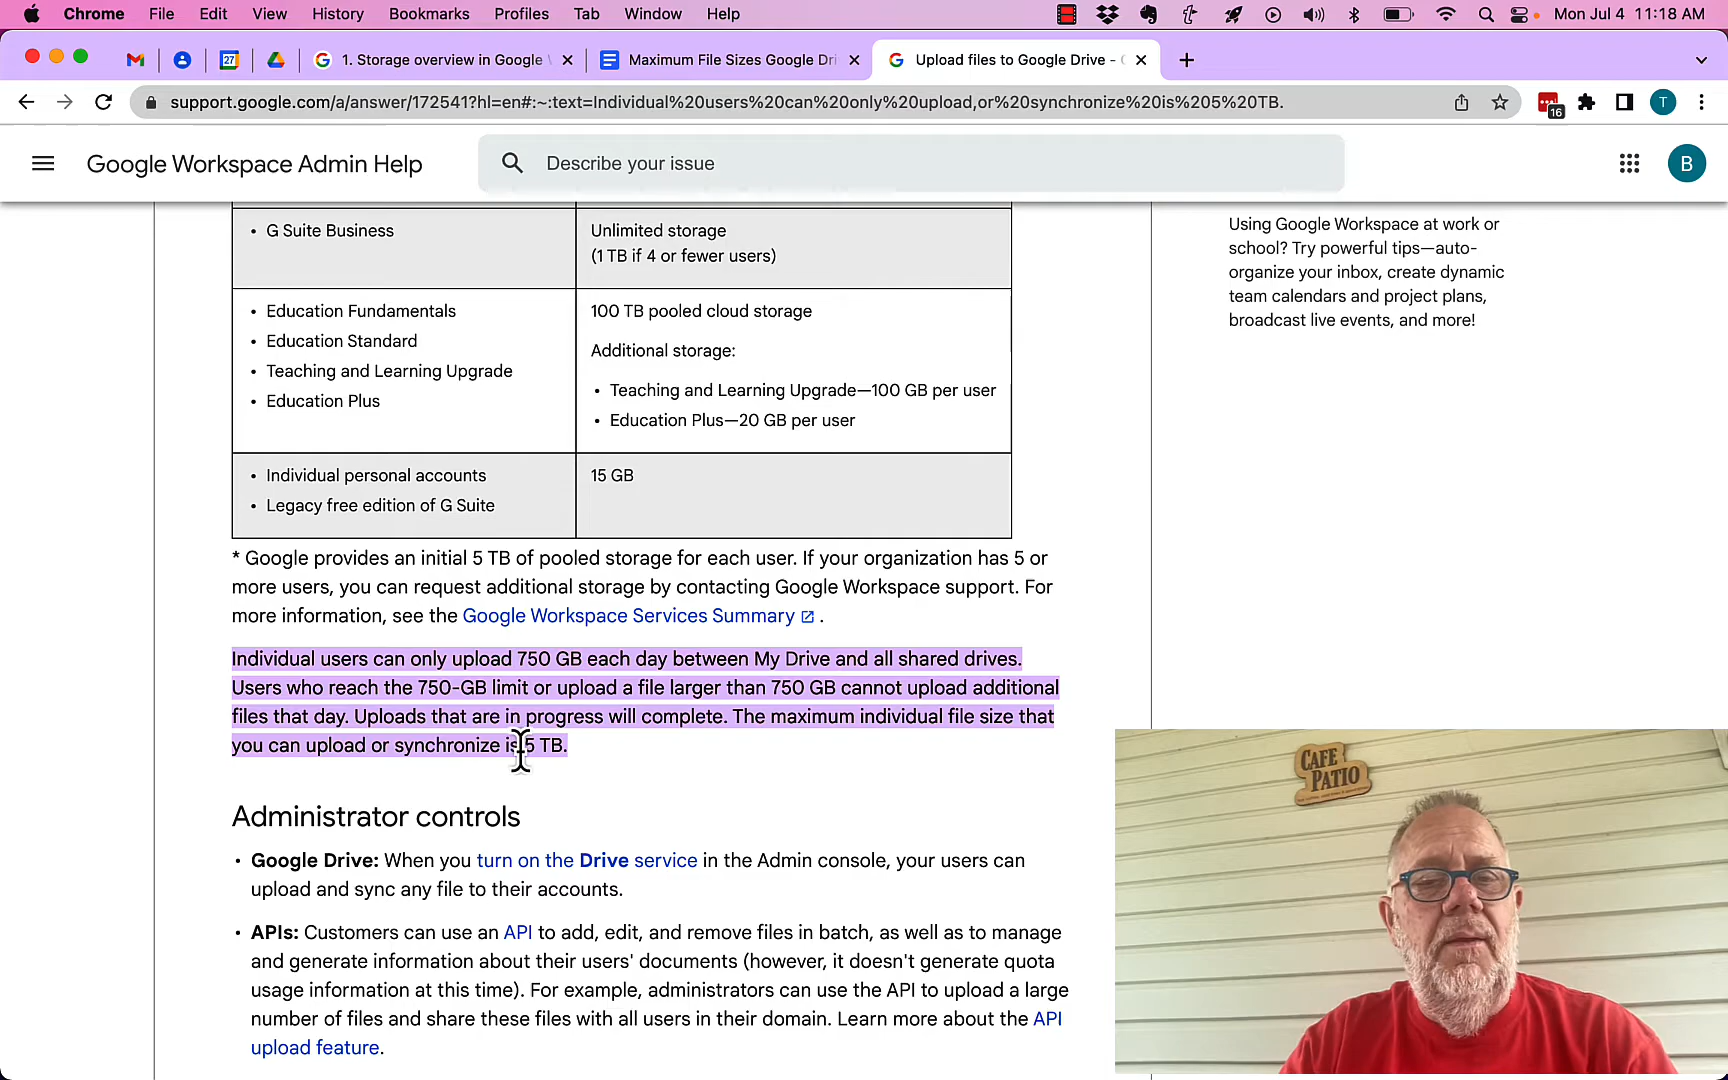 Chrome File Edit View History Bookmarks Profiles Tab Window Help Mon Jul 4 11:18 AM
27 1. Storage overview in Google Maximum File Sizes Google Dri Upload files to Google Drive -
support.google.com/a/answer/172541?hl=en#:~:text=Individual%20users%20can%20only%20upload,or%20synchronize%20is%205%20TB. 16 T
Google Workspace Admin Help Describe your issue B
G Suite Business
Unlimited storage
(1 TB if 4 or fewer users)
• Education Fundamentals
• Education Standard
• Teaching and Learning Upgrade
• Education Plus
100 TB pooled cloud storage
Additional storage:
• Teaching and Learning Upgrade—100 GB per user
• Education Plus—20 GB per user
• Individual personal accounts
• Legacy free edition of G Suite
15 GB
* Google provides an initial 5 TB of pooled storage for each user. If your organization has 5 or
more users, you can request additional storage by contacting Google Workspace support. For
more information, see the Google Workspace Services Summary .
Individual users can only upload 750 GB each day between My Drive and all shared drives.
Users who reach the 750-GB limit or upload a file larger than 750 GB cannot upload additional
files that day. Uploads that are in progress will complete. The maximum individual file size that
you can upload or synchronize is 5 TB.
Administrator controls
• Google Drive: When you turn on the Drive service in the Admin console, your users can
upload and sync any file to their accounts.
• APIs: Customers can use an API to add, edit, and remove files in batch, as well as to manage
and generate information about their users' documents (however, it doesn't generate quota
usage information at this time). For example, administrators can use the API to upload a large
number of files and share these files with all users in their domain. Learn more about the API
upload feature.
Using Google Workspace at work or
school? Try powerful tips—auto-
organize your inbox, create dynamic
team calendars and project plans,
broadcast live events, and more!
CAFE
PATIO